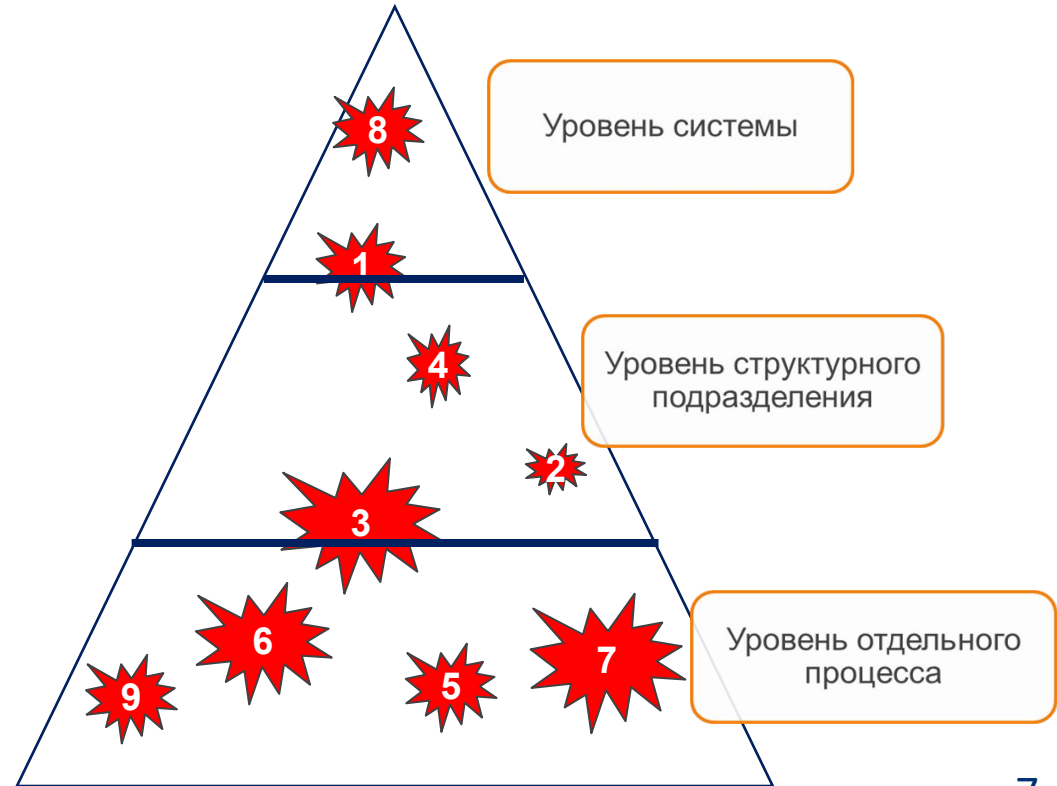 8
Уровень системы
1
4
Уровень структурного
подразделения
2
3
6
7
Уровень отдельного
процесса
5
9
7